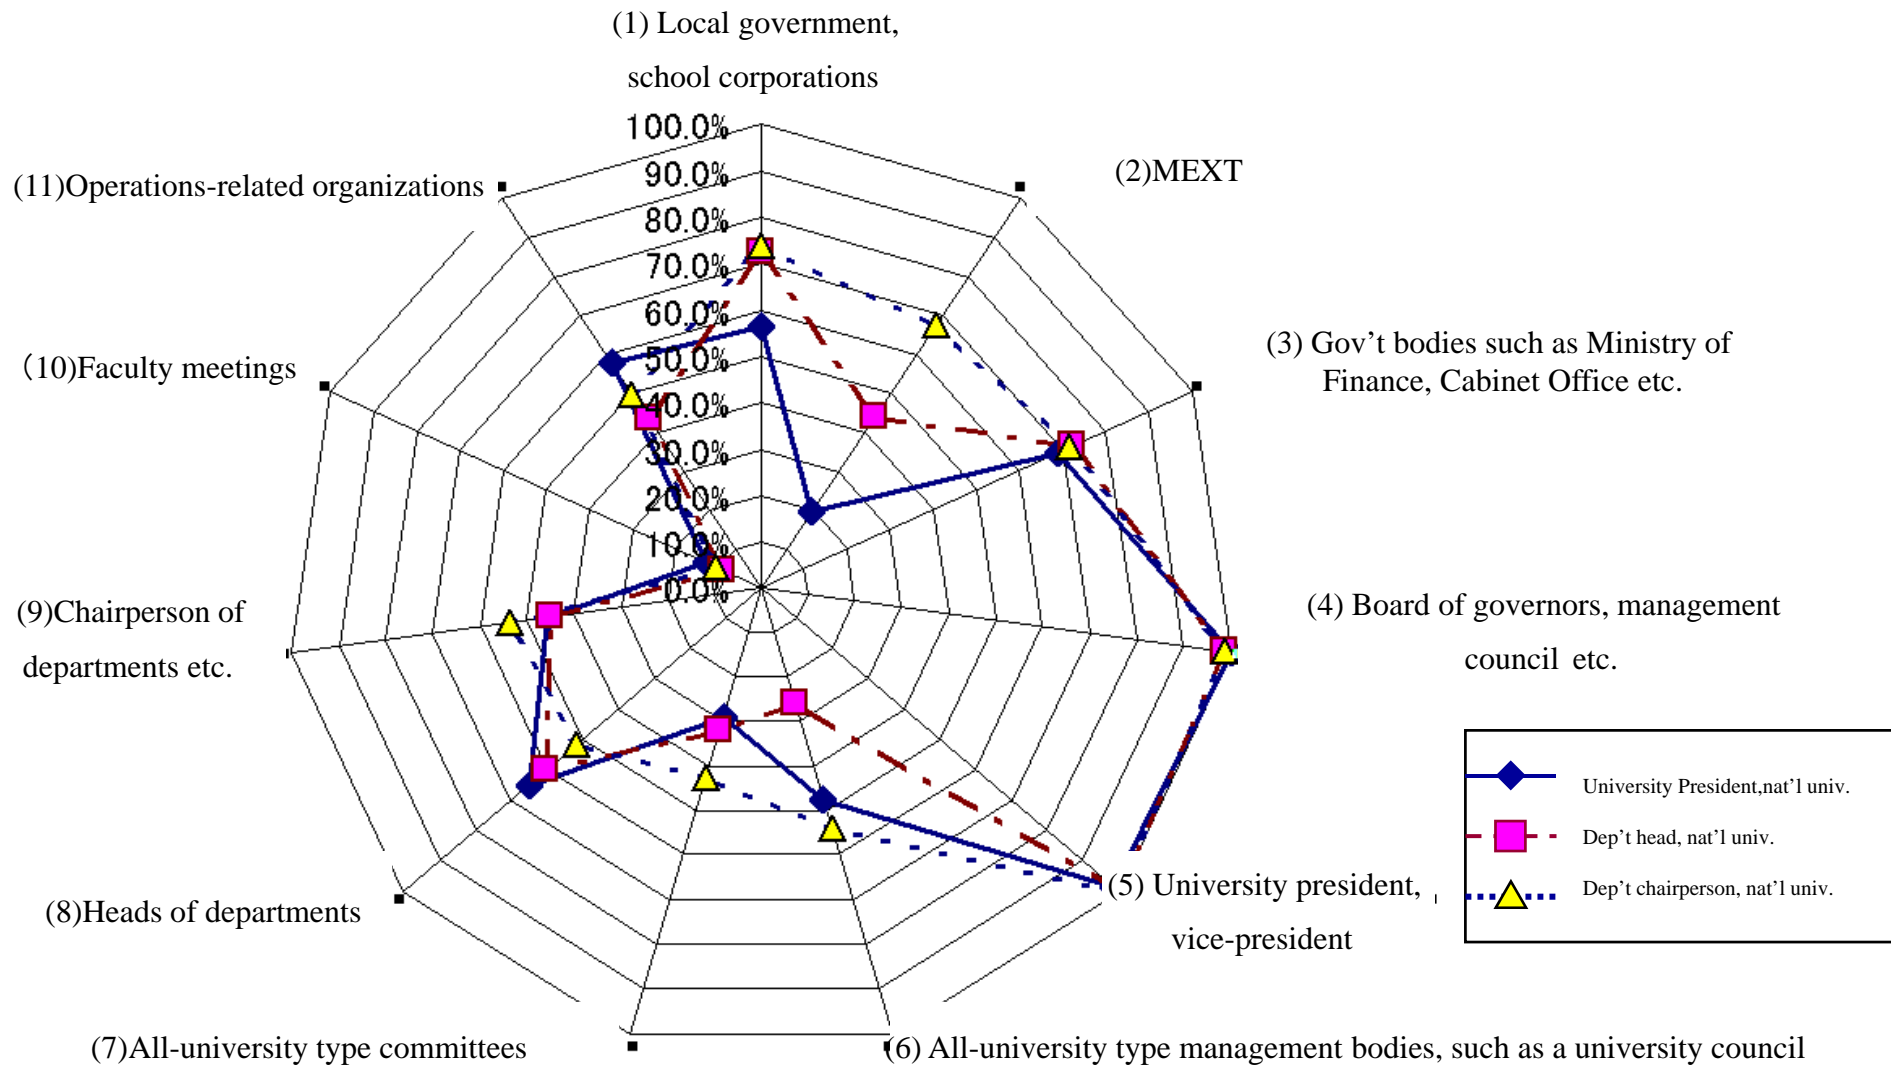 (1) Local government,
school corporations
100.0%
90.0%
80.0%
70.0%
60.0%
50.0%
40.0%
30.0%
20.0%
10.0%
0.0%
(2)MEXT
(3) Gov't bodies such as Ministry of
Finance, Cabinet Office etc.
(4) Board of governors, management
council etc.
(5) University president,
vice-president
(6) All-university type management bodies, such as a university council
(7)All-university type committees
(8)Heads of departments
(9)Chairperson of
departments etc.
(10)Faculty meetings
(11)Operations-related organizations
University President,nat'l univ.
Dep't head, nat'l univ.
Dep't chairperson, nat'l univ.